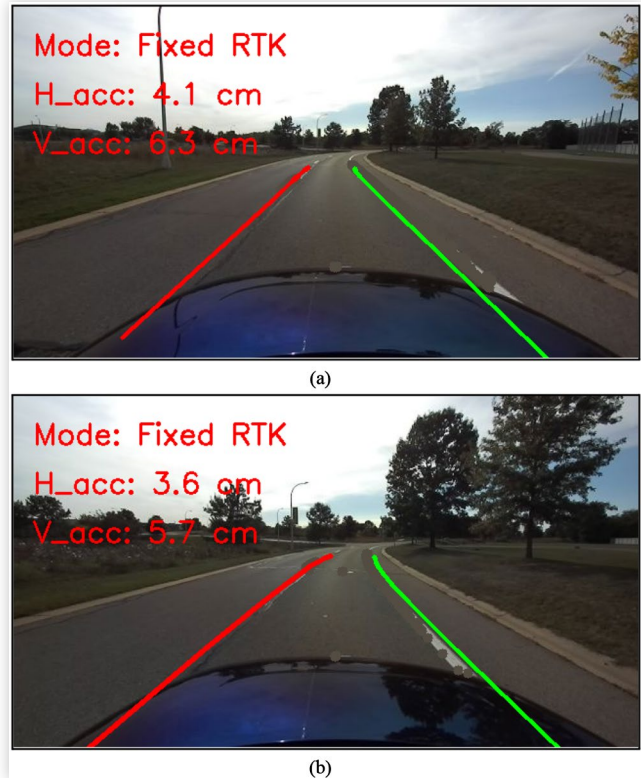 Mode: Fixed RTK
H_acc: 4.1 cm
V_acc: 6.3 cm
(a)
Mode: Fixed RTK
H_acc: 3.6 cm
V_acc: 5.7 cm
(b)